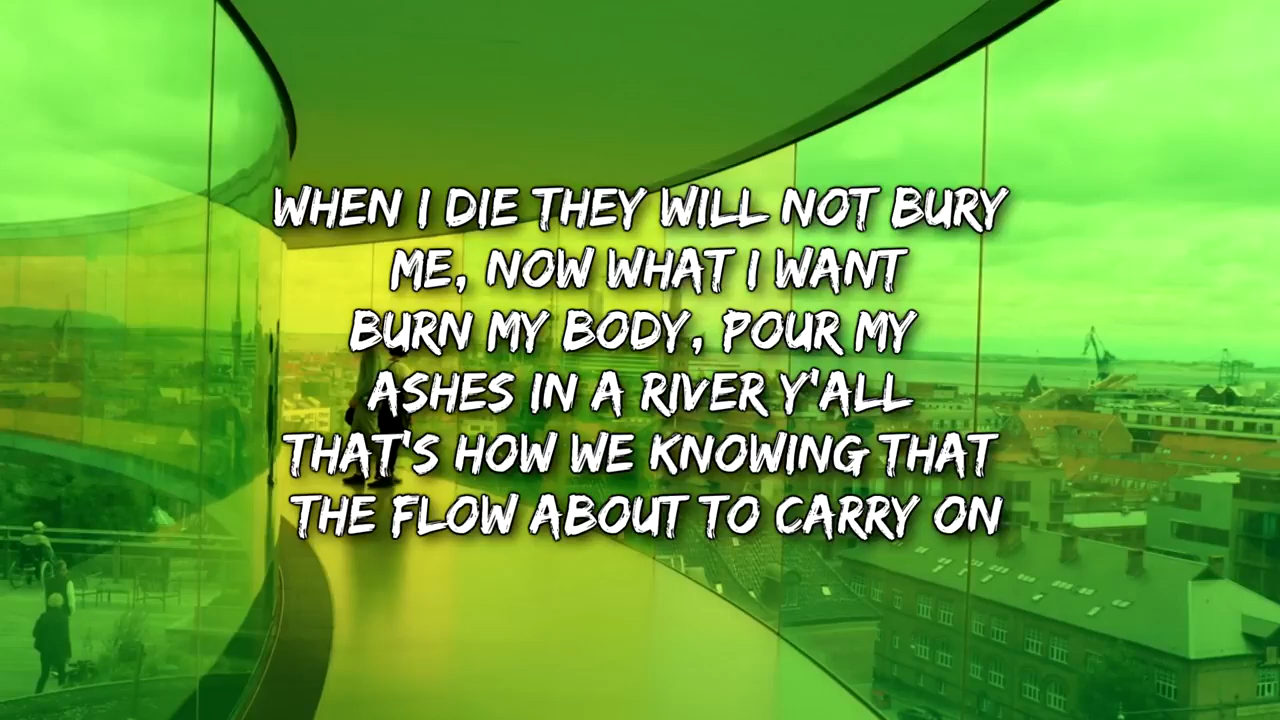 WHEN I DIE THEY WILL NOT BURY
ME, NOW WHAT I WANT
BURN MY BODY, POUR MY
ASHES IN A RIVER Y'ALL
THAT'S HOW WE KNOWING THAT
THE FLOW ABOUT TO CARRY ON